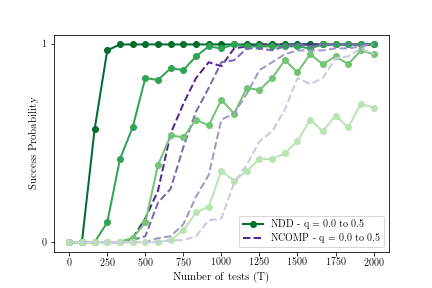 1
Success Probability
0
NDD - q = 0.0 to 0.5
NCOMP - q = 0.0 to 0.5
0 250 500 750 1000 1250 1500 1750 2000
Number of tests (T)